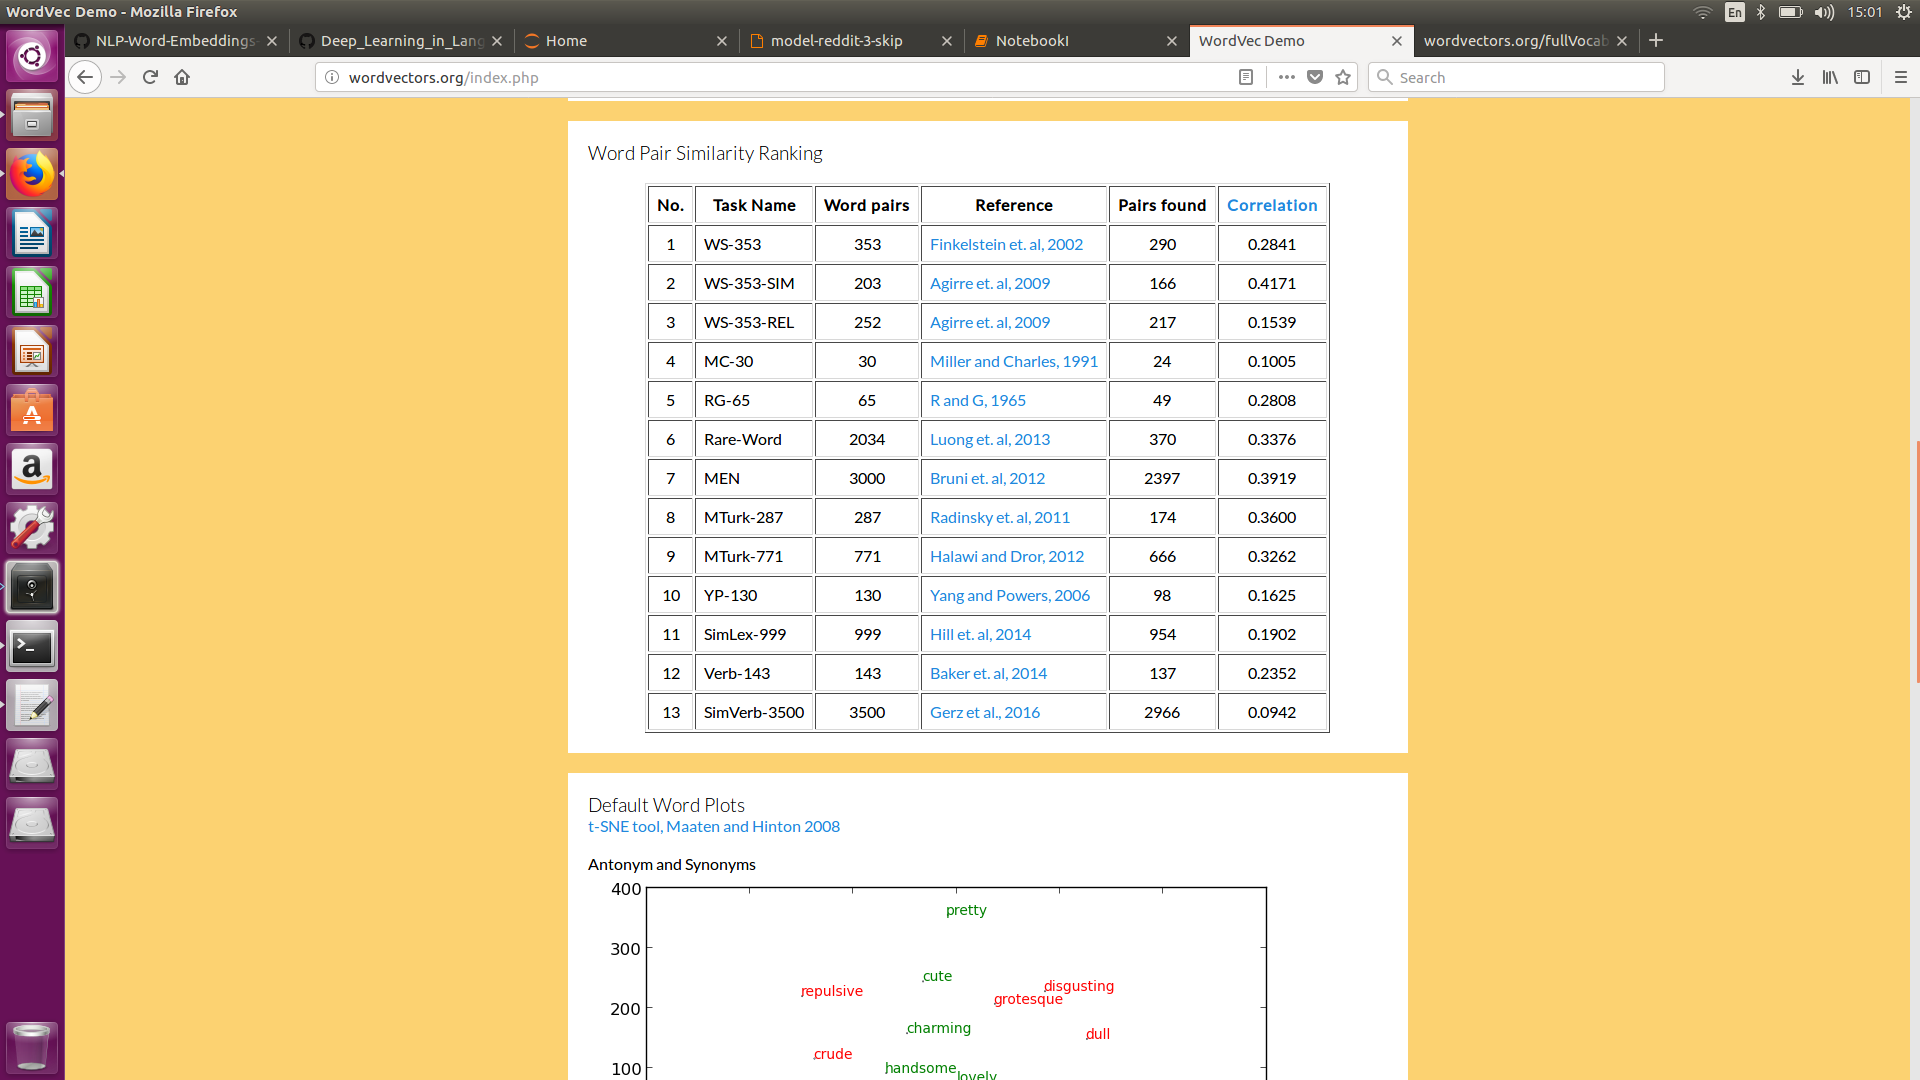 WordVec Demo - Mozilla Firefox
En
15:01
NLP-Word-Embeddings-
Deep_Learning_in_Lang
Home
model-reddit-3-skip
NotebookI
WordVec Demo
wordvectors.org/fullVocab
wordvectors.org/index.php
Search
Word Pair Similarity Ranking
No. Task Name Word pairs Reference Pairs found Correlation
1 WS-353 353 Finkelstein et. al, 2002 290 0.2841
2 WS-353-SIM 203 Agirre et. al, 2009 166 0.4171
3 WS-353-REL 252 Agirre et. al, 2009 217 0.1539
4 MC-30 30 Miller and Charles, 1991 24 0.1005
5 RG-65 65 R and G, 1965 49 0.2808
6 Rare-Word 2034 Luong et. al, 2013 370 0.3376
7 MEN 3000 Bruni et. al, 2012 2397 0.3919
8 MTurk-287 287 Radinsky et. al, 2011 174 0.3600
9 MTurk-771 771 Halawi and Dror, 2012 666 0.3262
10 YP-130 130 Yang and Powers, 2006 98 0.1625
11 SimLex-999 999 Hill et. al, 2014 954 0.1902
12 Verb-143 143 Baker et. al, 2014 137 0.2352
13 SimVerb-3500 3500 Gerz et al., 2016 2966 0.0942
Default Word Plots
t-SNE tool, Maaten and Hinton 2008
Antonym and Synonyms
400
pretty
300
cute
disgusting
repulsive
grotesque
200
charming
dull
crude
100
handsome
lovely